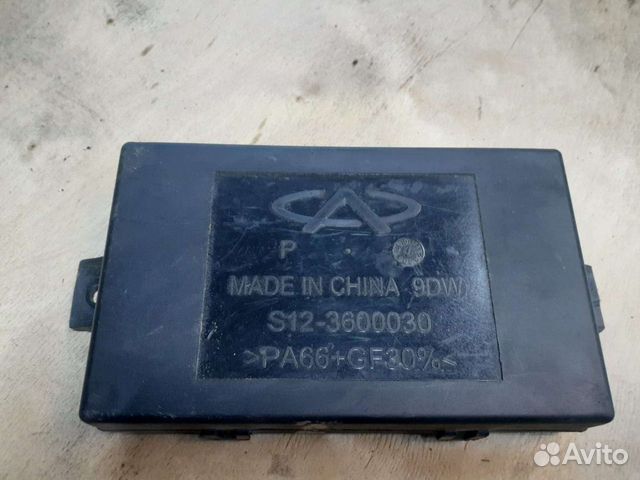 P
MADE IN CHINA 9DW
S12-3600030
>PA66+GF30%<
Avito